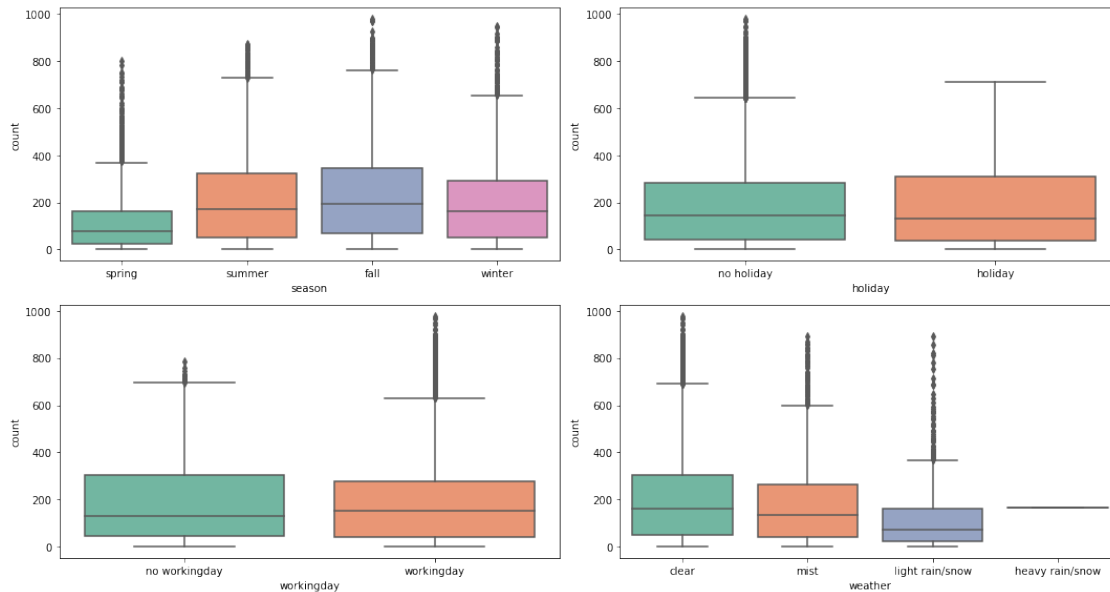 count
1000
800
600
400
200
0
spring summer fall winter
season
count
1000
800
600
400
200
0
no holiday holiday
holiday
count
1000
800
600
400
200
0
no workingday workingday
workingday
count
1000
800
600
400
200
0
clear mist light rain/snow heavy rain/snow
weather